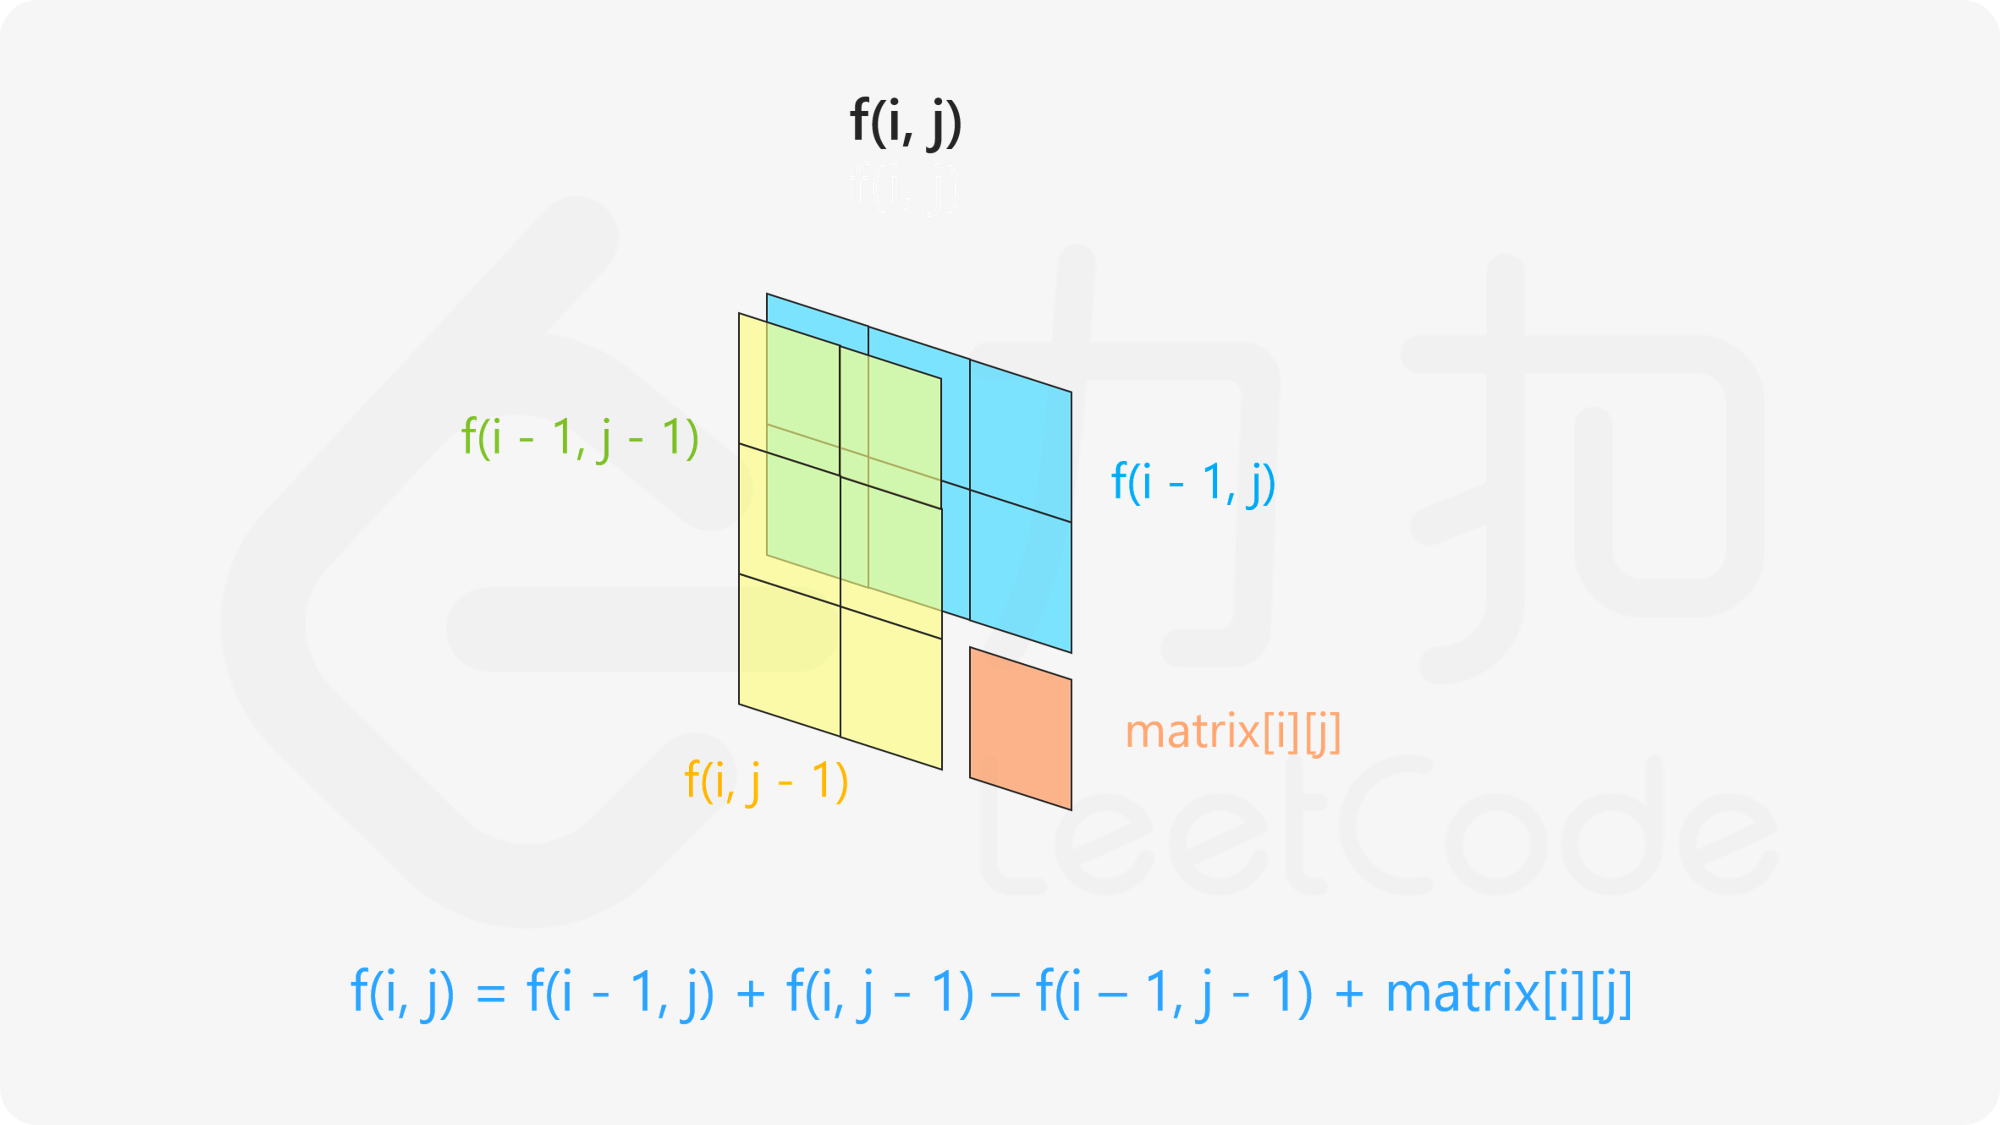 f(i, j)
f(i, j)
f(i - 1, j - 1)
f(i - 1, j)
matrix[i][j]
f(i, j - 1)
力扣
LeetCode
f(i, j) = f(i - 1, j) + f(i, j - 1) – f(i – 1, j - 1) + matrix[i][j]